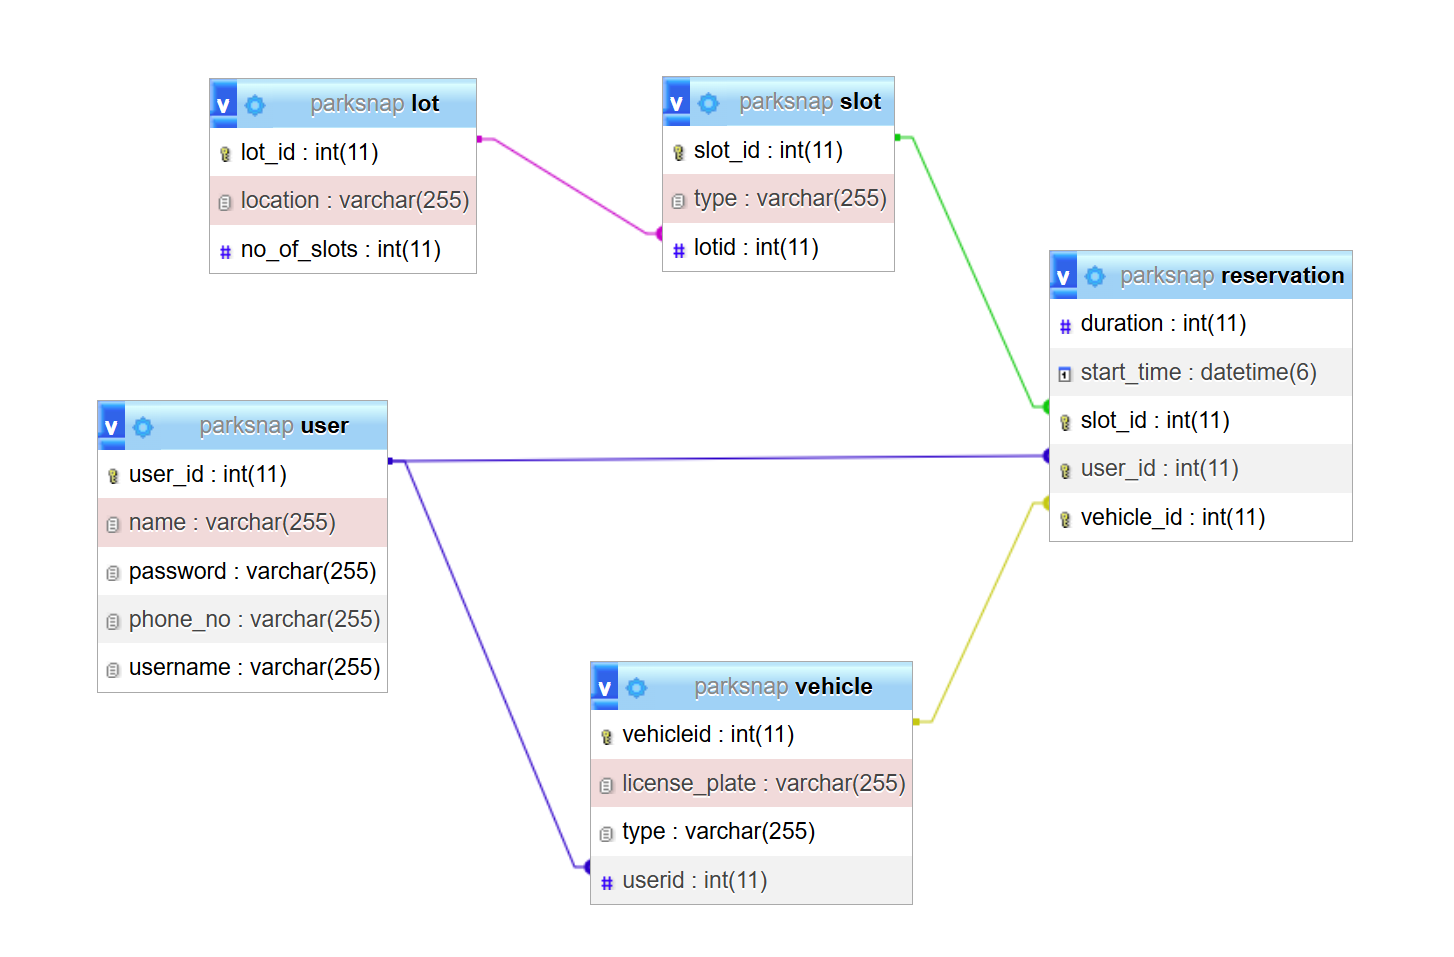 v parksnap lot
lot_id : int(11)
location : varchar(255)
# no_of_slots : int(11)
v parksnap slot
slot_id : int(11)
type : varchar(255)
# lotid : int(11)
v parksnap reservation
# duration : int(11)
1 start_time : datetime(6)
slot_id : int(11)
user_id : int(11)
vehicle_id : int(11)
v parksnap user
user_id : int(11)
name : varchar(255)
password : varchar(255)
phone_no : varchar(255)
username : varchar(255)
v parksnap vehicle
vehicleid : int(11)
license_plate : varchar(255)
type : varchar(255)
# userid : int(11)